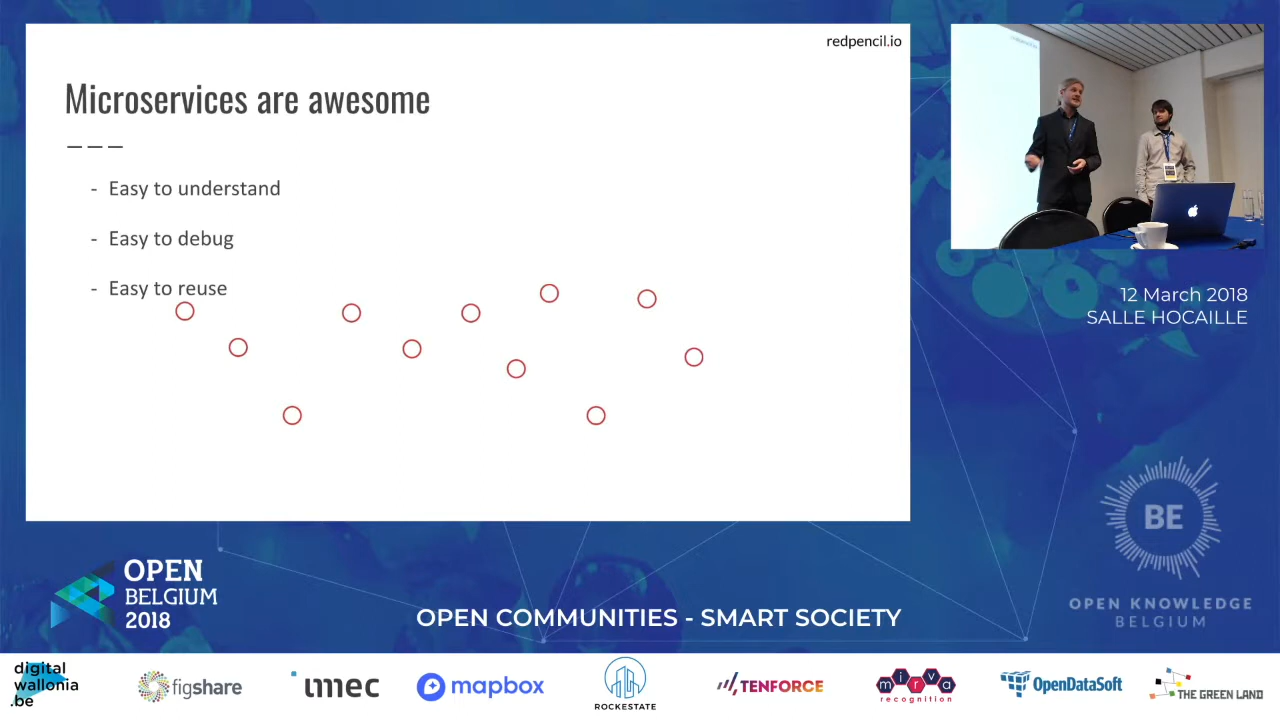 redpencil.io
Microservices are awesome
- Easy to understand
- Easy to debug
- Easy to reuse
12 March 2018
SALLE HOCAILLE
OPEN
BELGIUM
2018
OPEN COMMUNITIES - SMART SOCIETY
BE
OPEN KNOWLEDGE
BELGIUM
digital
wallonia
.be
figshare
imec
mapbox
ROCKESTATE
TENFORCE
mirva
recognition
OpenDataSoft
THE GREEN LAND